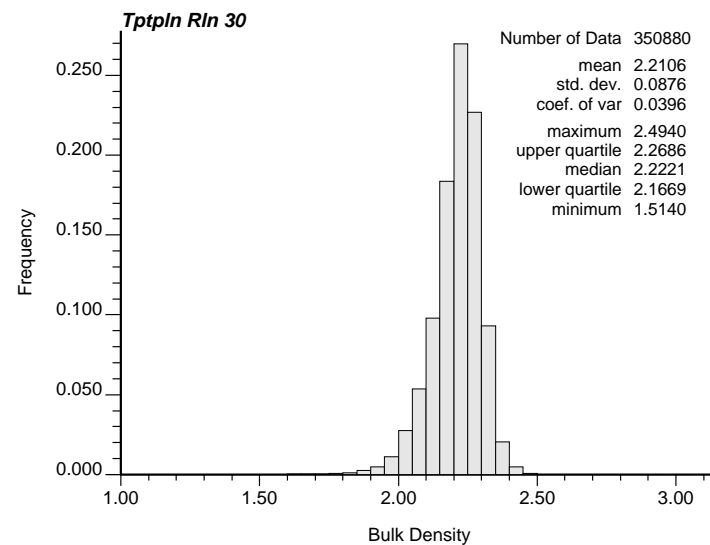 Tptpln Rln 30
Number of Data 350880
mean 2.2106
std. dev. 0.0876
coef. of var 0.0396
maximum 2.4940
upper quartile 2.2686
median 2.2221
lower quartile 2.1669
minimum 1.5140
Frequency
0.250
0.200
0.150
0.100
0.050
0.000
1.00 1.50 2.00 2.50 3.00
Bulk Density